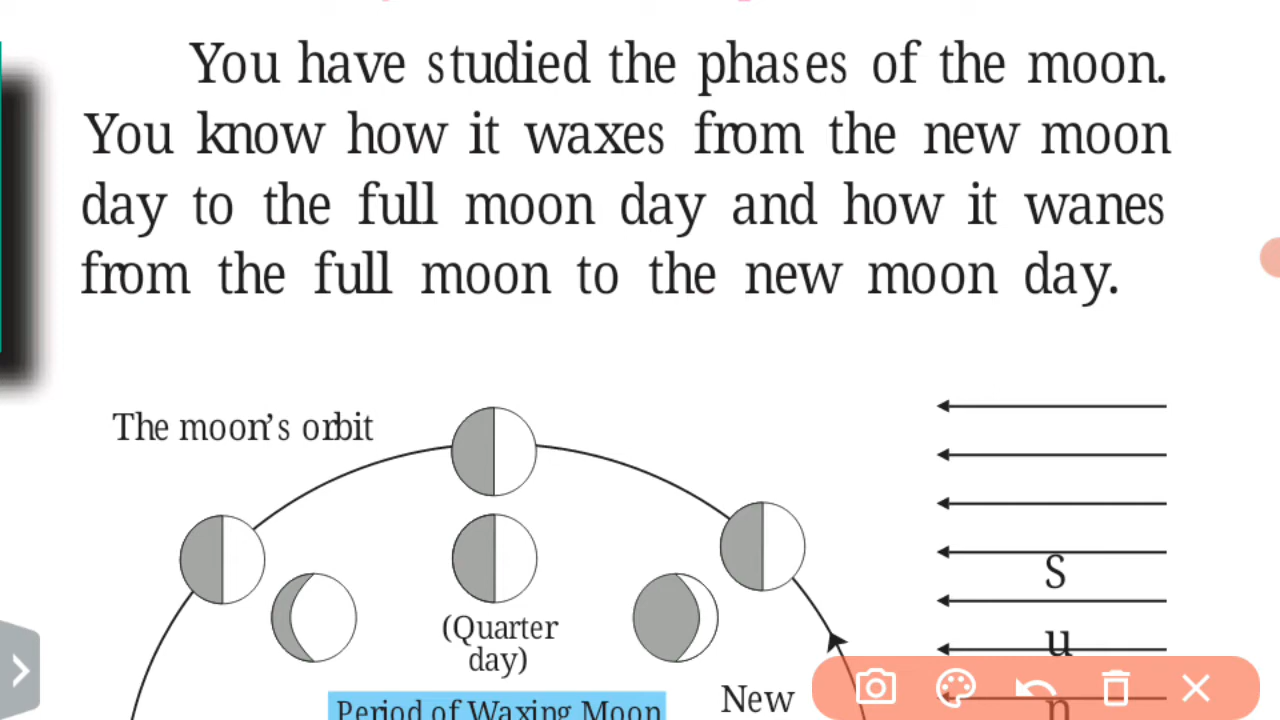 You have studied the phases of the moon.
You know how it waxes from the new moon
day to the full moon day and how it wanes
from the full moon to the new moon day.
The moon's orbit
S
u
n
(Quarter
day)
New
Period of Waxing Moon